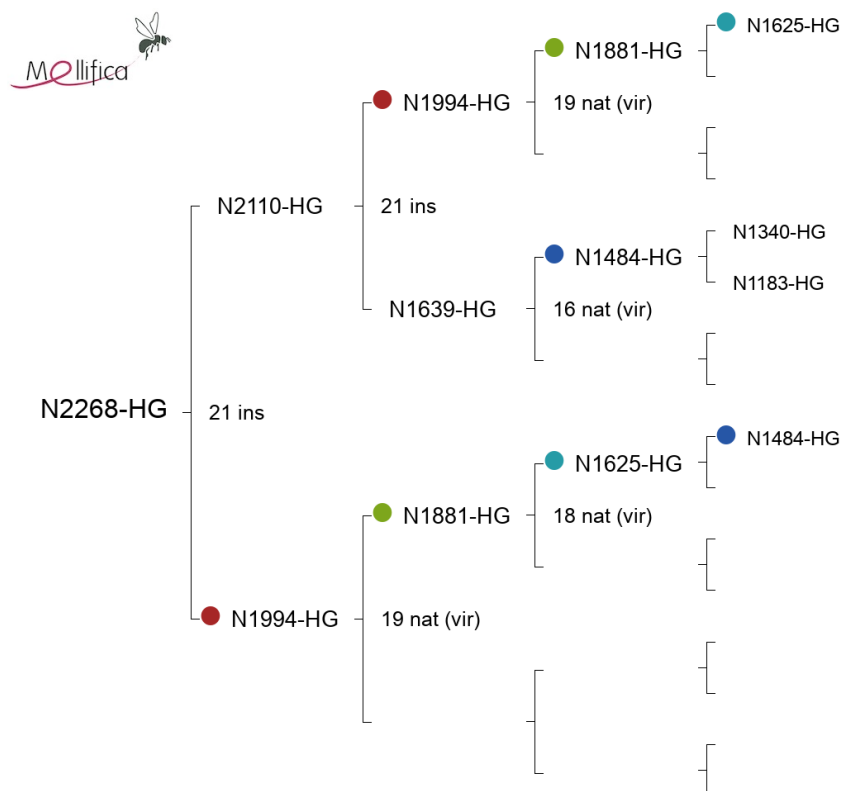 Mellifica
N1625-HG
N1881-HG
N1994-HG
19 nat (vir)
N2110-HG
21 ins
N1340-HG
N1484-HG
N1183-HG
N1639-HG
16 nat (vir)
N2268-HG
21 ins
N1484-HG
N1625-HG
N1881-HG
18 nat (vir)
N1994-HG
19 nat (vir)